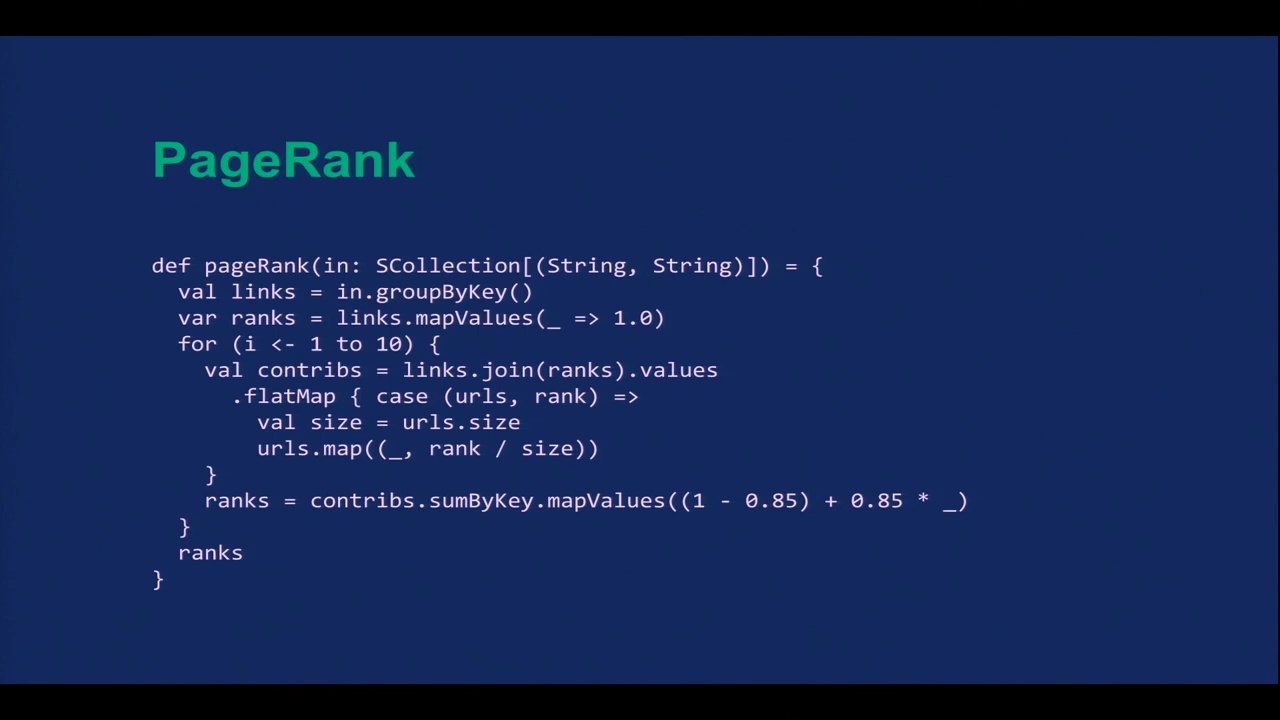 PageRank
def pageRank(in: SCollection[(String, String)]) = {
  val links = in.groupByKey()
  var ranks = links.mapValues(_ => 1.0)
  for (i <- 1 to 10) {
    val contribs = links.join(ranks).values
      .flatMap { case (urls, rank) =>
        val size = urls.size
        urls.map((_, rank / size))
    }
    ranks = contribs.sumByKey.mapValues((1 - 0.85) + 0.85 * _)
  }
  ranks
}